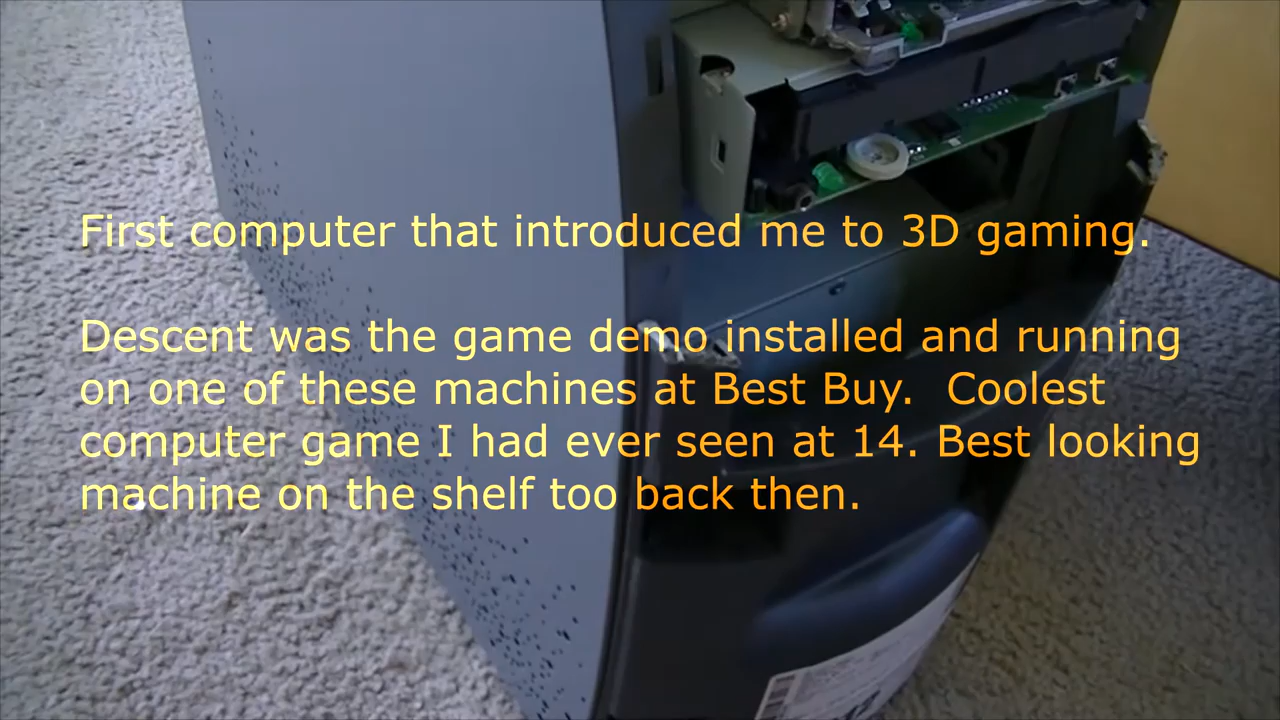 First computer that introduced me to 3D gaming.
Descent was the game demo installed and running
on one of these machines at Best Buy.  Coolest
computer game I had ever seen at 14. Best looking
machine on the shelf too back then.